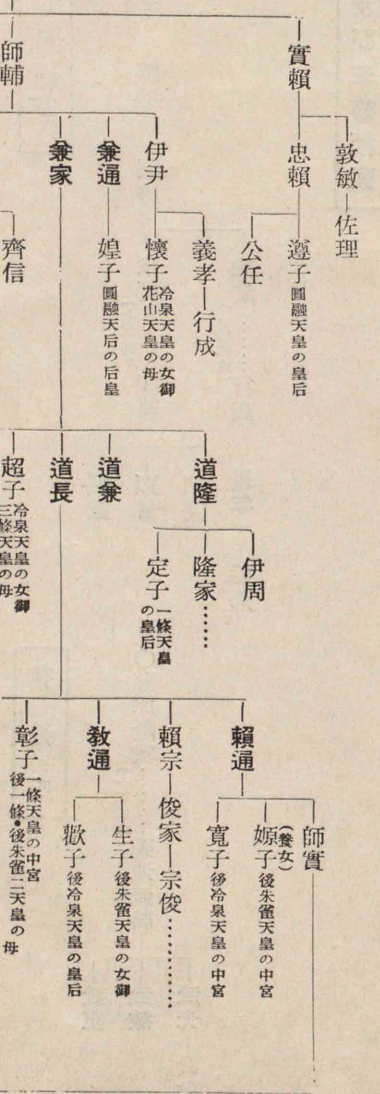 實賴
敦敏
佐理
忠賴
遵子 圓融天皇の皇后
公任
師輔
伊尹
義孝
行成
懷子 冷泉天皇の女御
花山天皇の母
兼通
媓子 圓融天后の后皇
兼家
齊信
道隆
伊周
隆家……
定子 一條天皇
の皇后
道兼
道長
超子 冷泉天皇の女御
三條天皇の母
賴通
師實
(養女)
嫄子 後朱雀天皇の中宮
寬子 後冷泉天皇の中宮
賴宗
俊家
宗俊…………
敎通
生子 後朱雀天皇の女御
歡子 後冷泉天皇の皇后
彰子 一條天皇の中宮
後一條・後朱雀二天皇の母